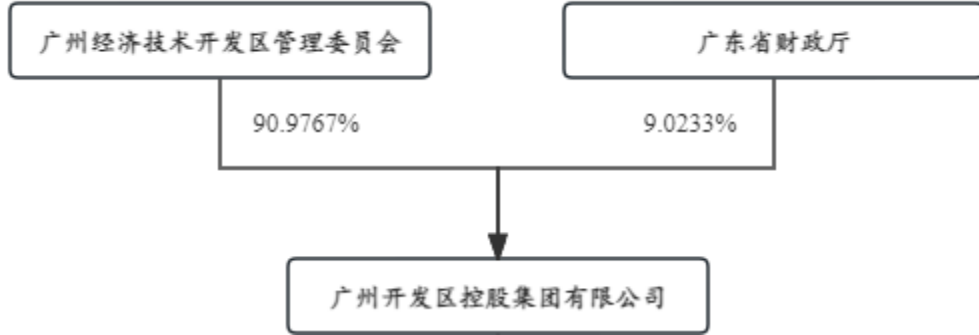 广州经济技术开发区管理委员会
广东省财政厅
90.9767%
9.0233%
广州开发区控股集团有限公司